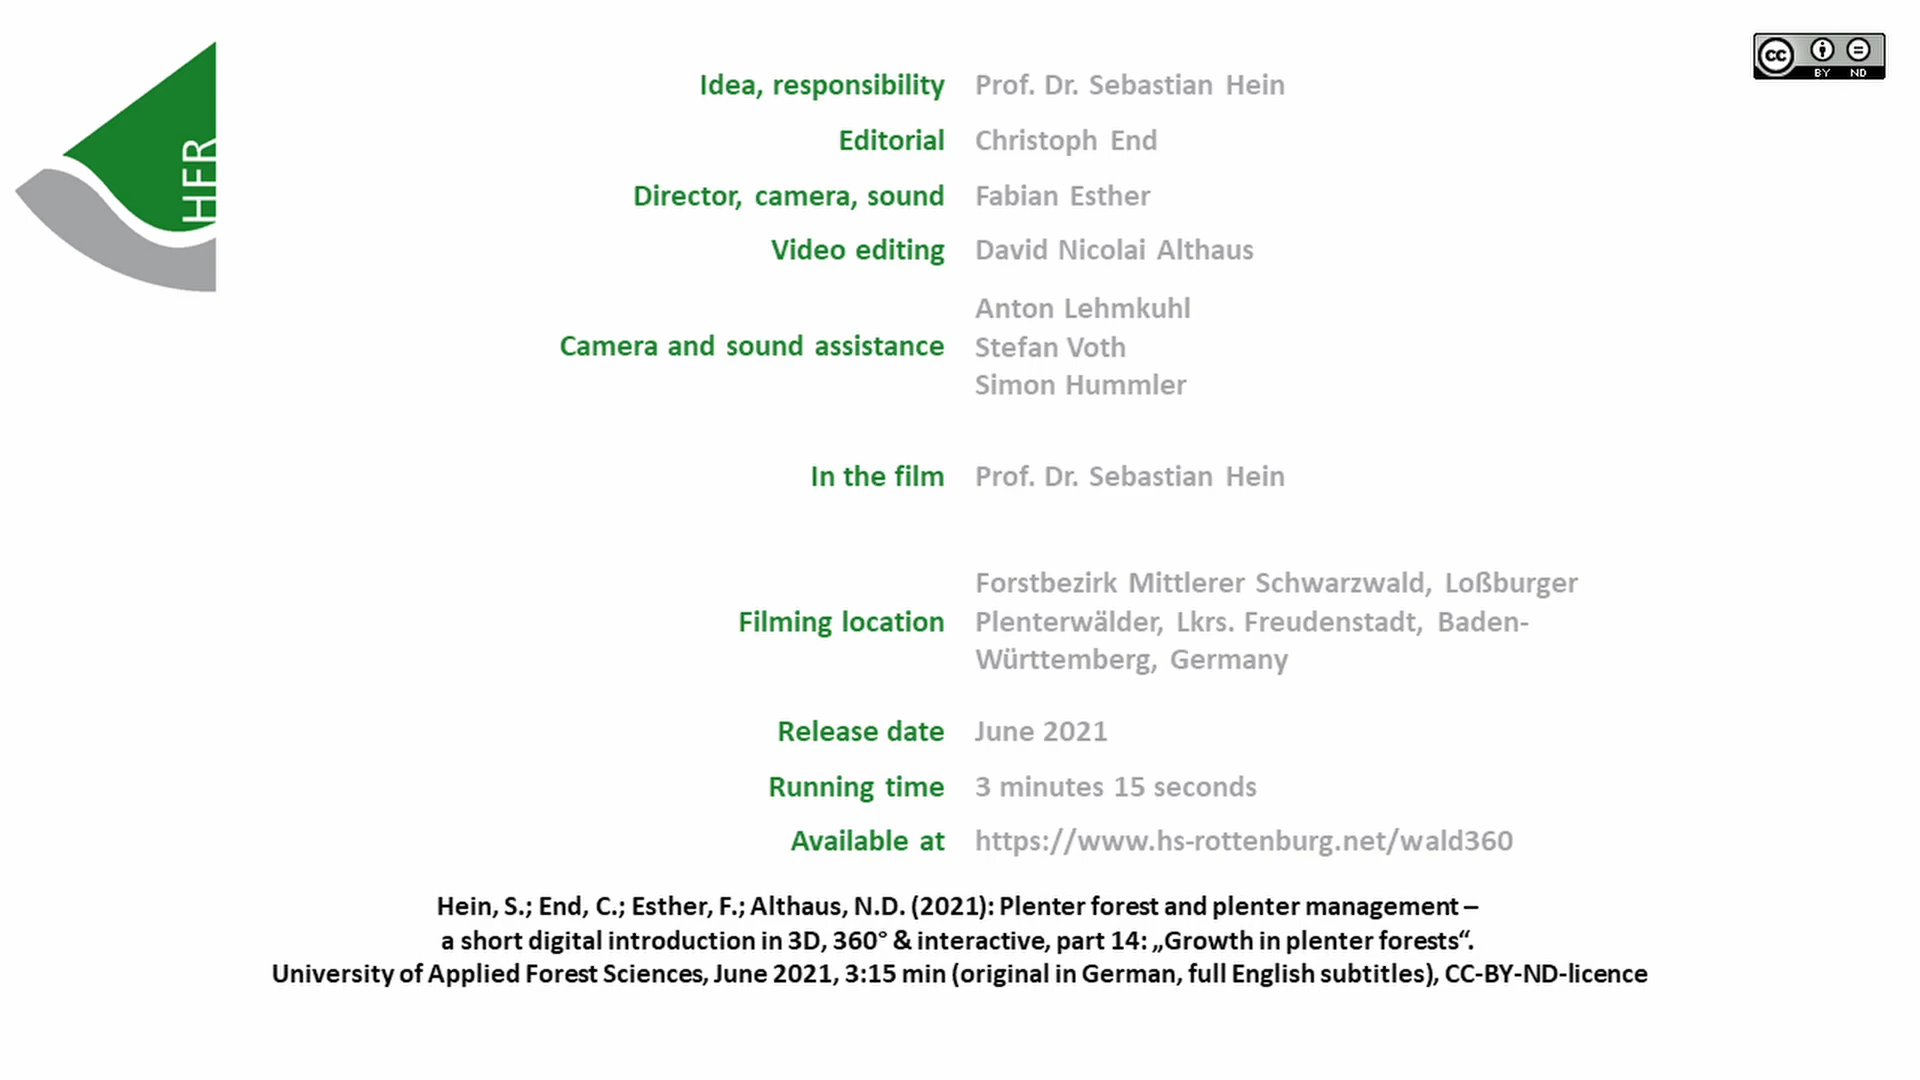 HFR
CC BY ND
Idea, responsibility Prof. Dr. Sebastian Hein
Editorial Christoph End
Director, camera, sound Fabian Esther
Video editing David Nicolai Althaus
Camera and sound assistance Anton Lehmkuhl
Stefan Voth
Simon Hummler
In the film Prof. Dr. Sebastian Hein
Filming location Forstbezirk Mittlerer Schwarzwald, Loßburger
Plenterwälder, Lkrs. Freudenstadt, Baden-
Württemberg, Germany
Release date June 2021
Running time 3 minutes 15 seconds
Available at https://www.hs-rottenburg.net/wald360
Hein, S.; End, C.; Esther, F.; Althaus, N.D. (2021): Plenter forest and plenter management –
a short digital introduction in 3D, 360° & interactive, part 14: „Growth in plenter forests“.
University of Applied Forest Sciences, June 2021, 3:15 min (original in German, full English subtitles), CC-BY-ND-licence